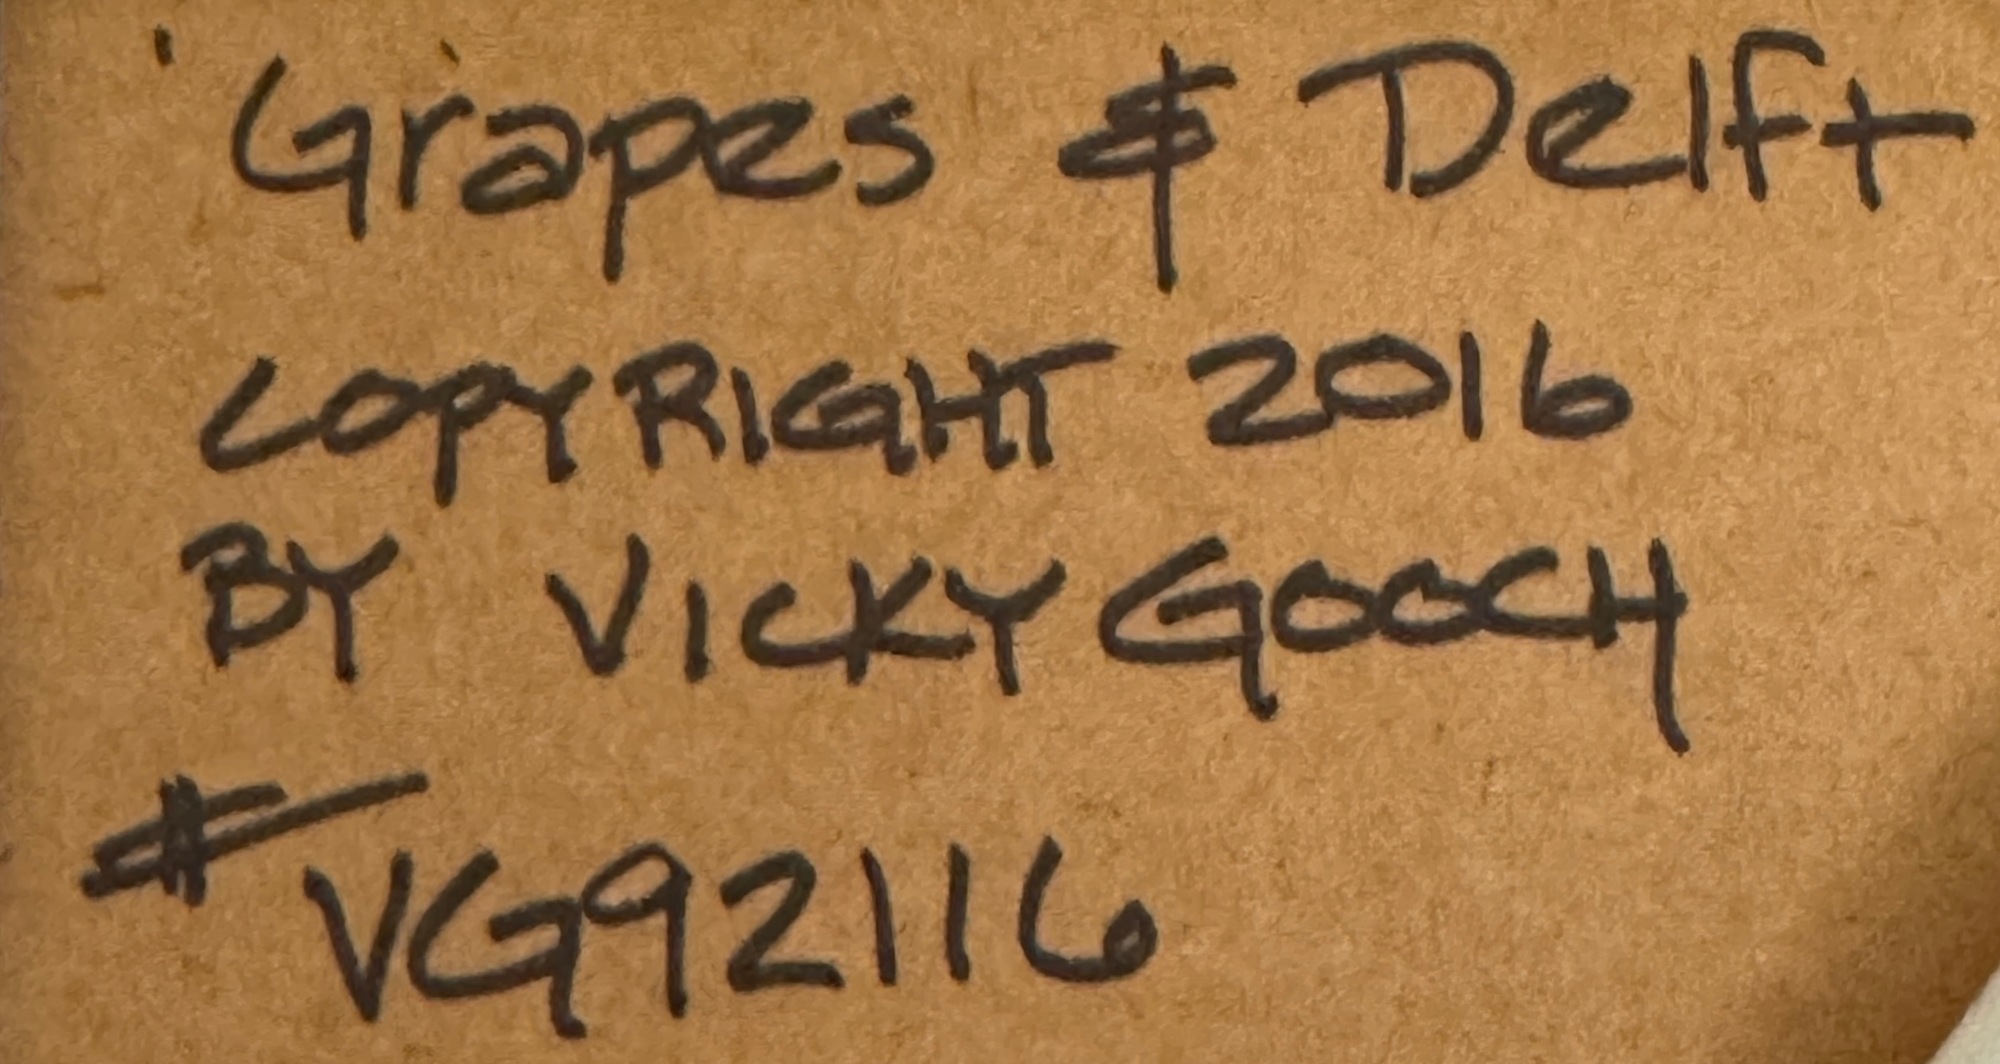 'Grapes & Delft
COPYRIGHT 2016
BY VICKY GOOCH
# VG92116